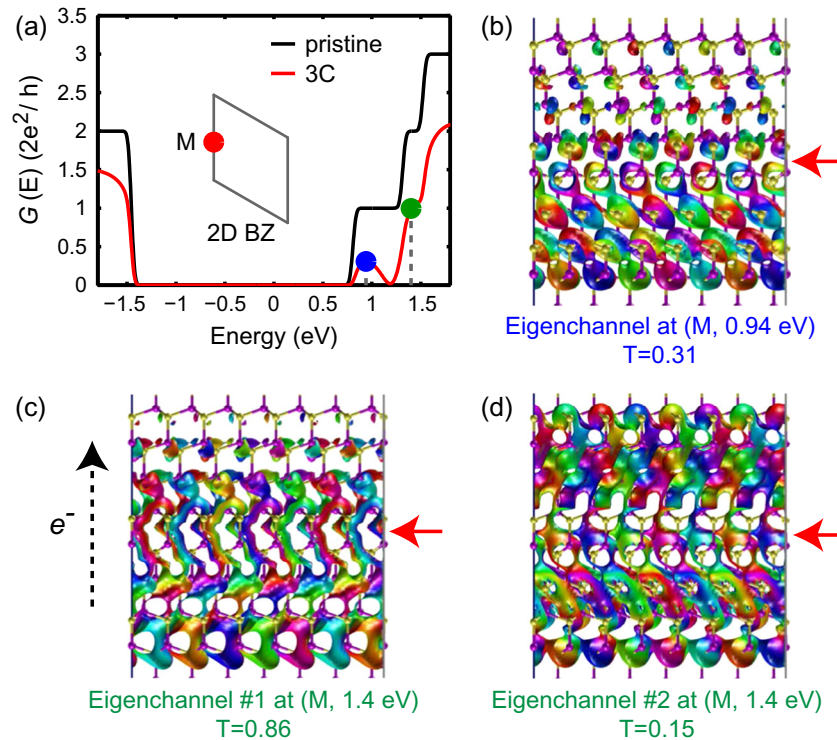 (a)
3.5
3
2.5
2
1.5
1
0.5
0
G (E) (2e²/ h)
pristine
3C
M
2D BZ
−1.5
−1
−0.5
0
0.5
1
1.5
Energy (eV)
(b)
Eigenchannel at (M, 0.94 eV)
T=0.31
(c)
e⁻
Eigenchannel #1 at (M, 1.4 eV)
T=0.86
(d)
Eigenchannel #2 at (M, 1.4 eV)
T=0.15